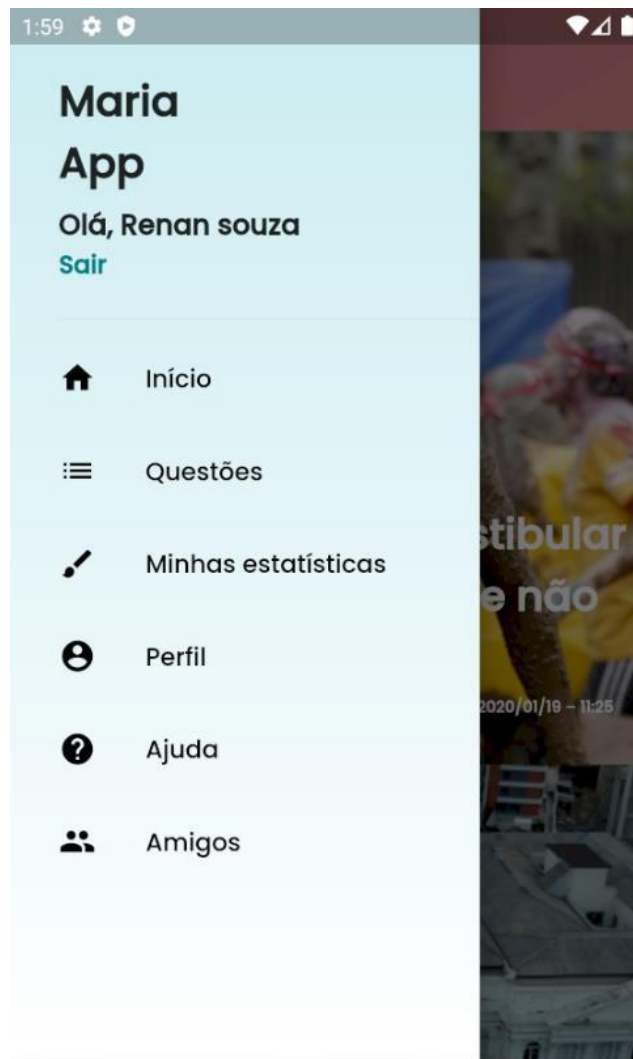 1:59
Maria
App
Olá, Renan souza
Sair
Início
Questões
Minhas estatísticas
Perfil
Ajuda
Amigos
stibular
e não
2020/01/19 – 11:25